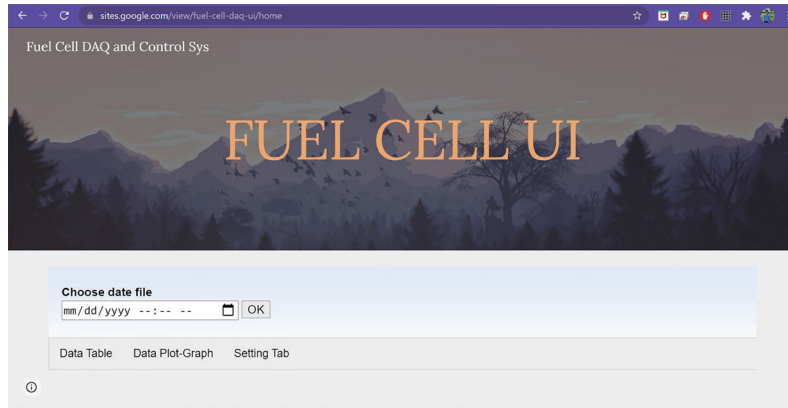 sites.google.com/view/fuel-cell-daq-ui/home
Fuel Cell DAQ and Control Sys
FUEL CELL UI
Choose date file
mm/dd/yyyy --:-- --
OK
Data Table Data Plot-Graph Setting Tab